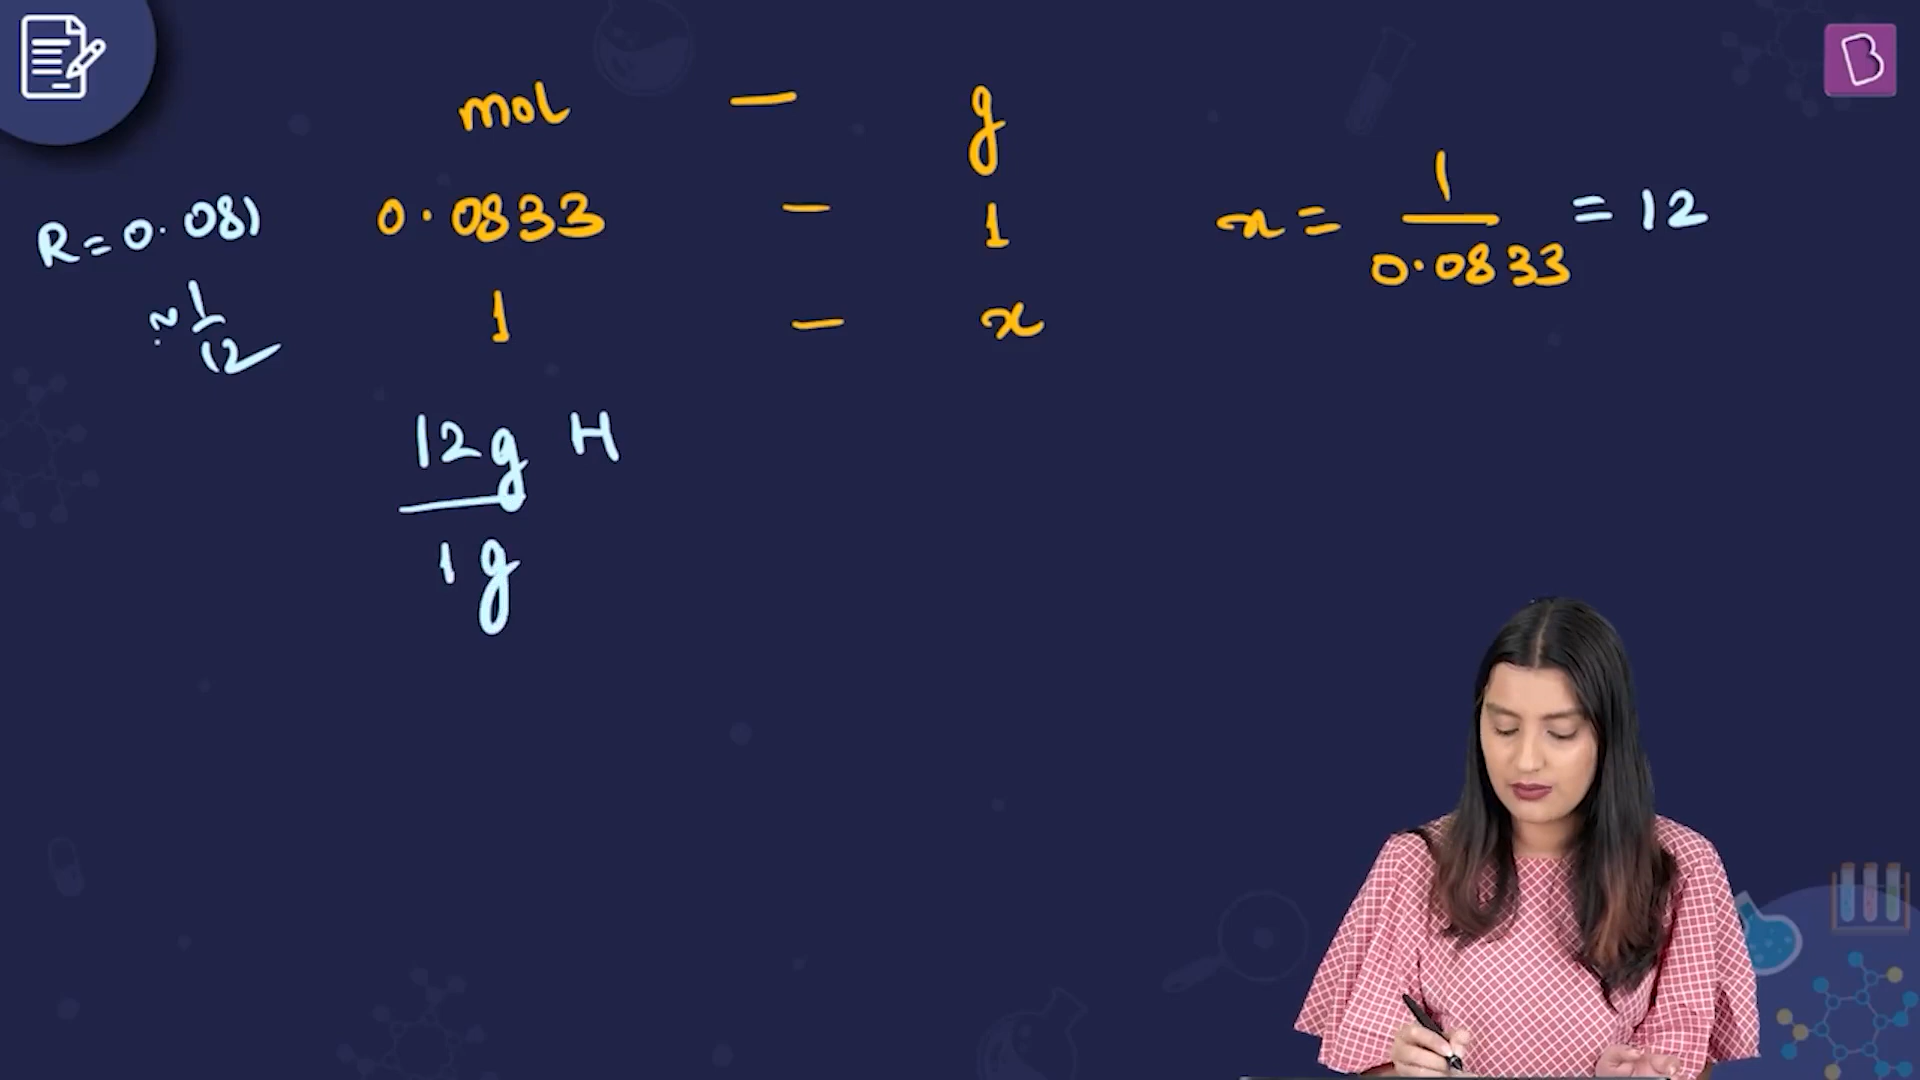 mol – g
R = 0.081
0.0833 – 1
x = 1/0.0833 = 12
≈ 1/12
1 – x
12g H
1g
B